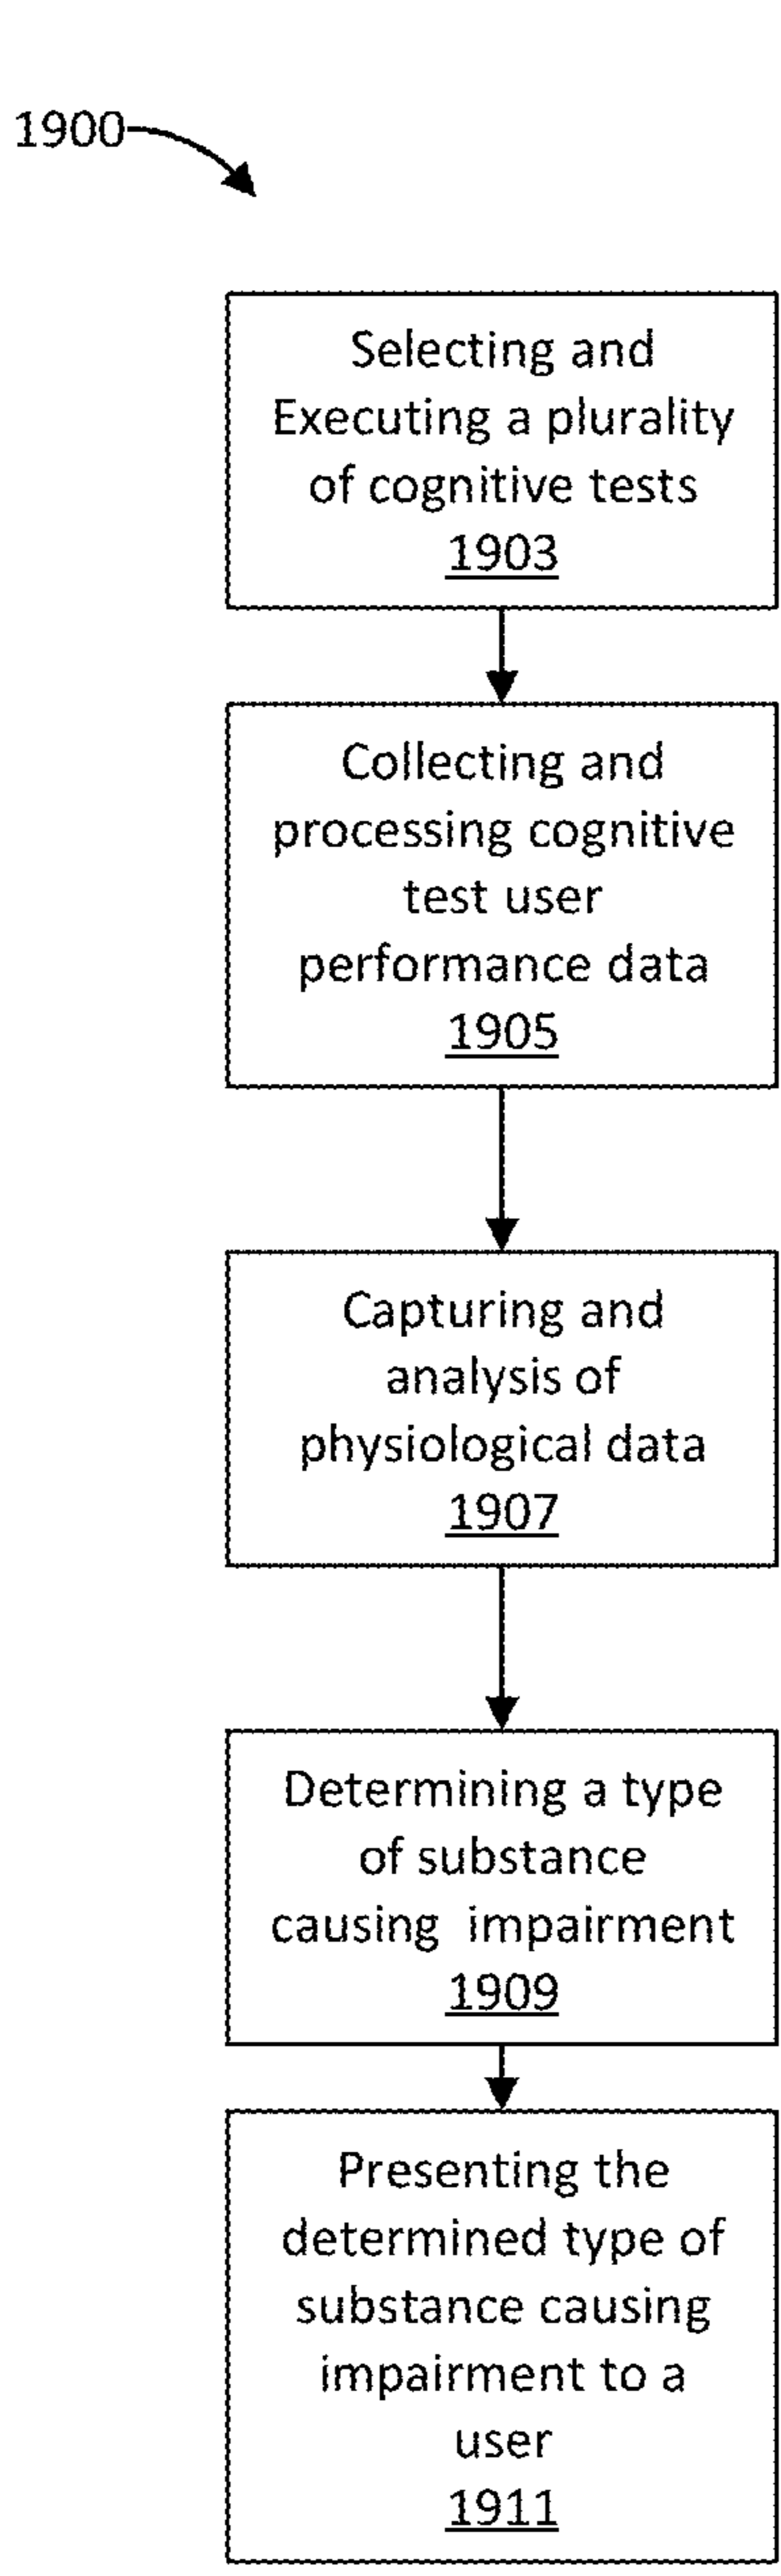 1900
Selecting and
Executing a plurality
of cognitive tests
1903
Collecting and
processing cognitive
test user
performance data
1905
Capturing and
analysis of
physiological data
1907
Determining a type
of substance
causing impairment
1909
Presenting the
determined type of
substance causing
impairment to a
user
1911